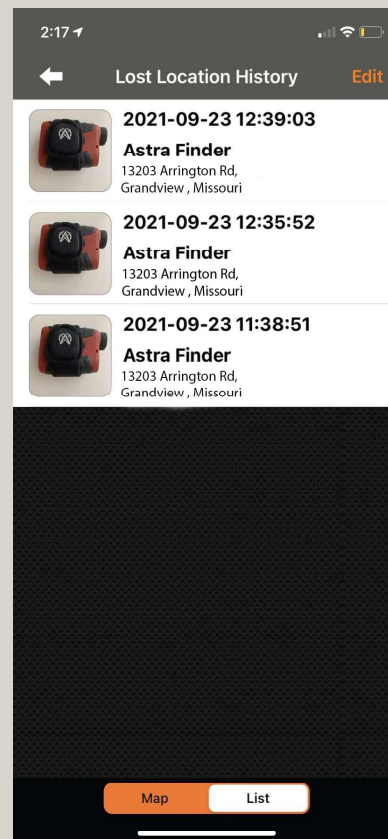 2:17
Lost Location History
Edit
2021-09-23 12:39:03
Astra Finder
13203 Arrington Rd,
Grandview , Missouri
2021-09-23 12:35:52
Astra Finder
13203 Arrington Rd,
Grandview , Missouri
2021-09-23 11:38:51
Astra Finder
13203 Arrington Rd,
Grandview , Missouri
Map
List